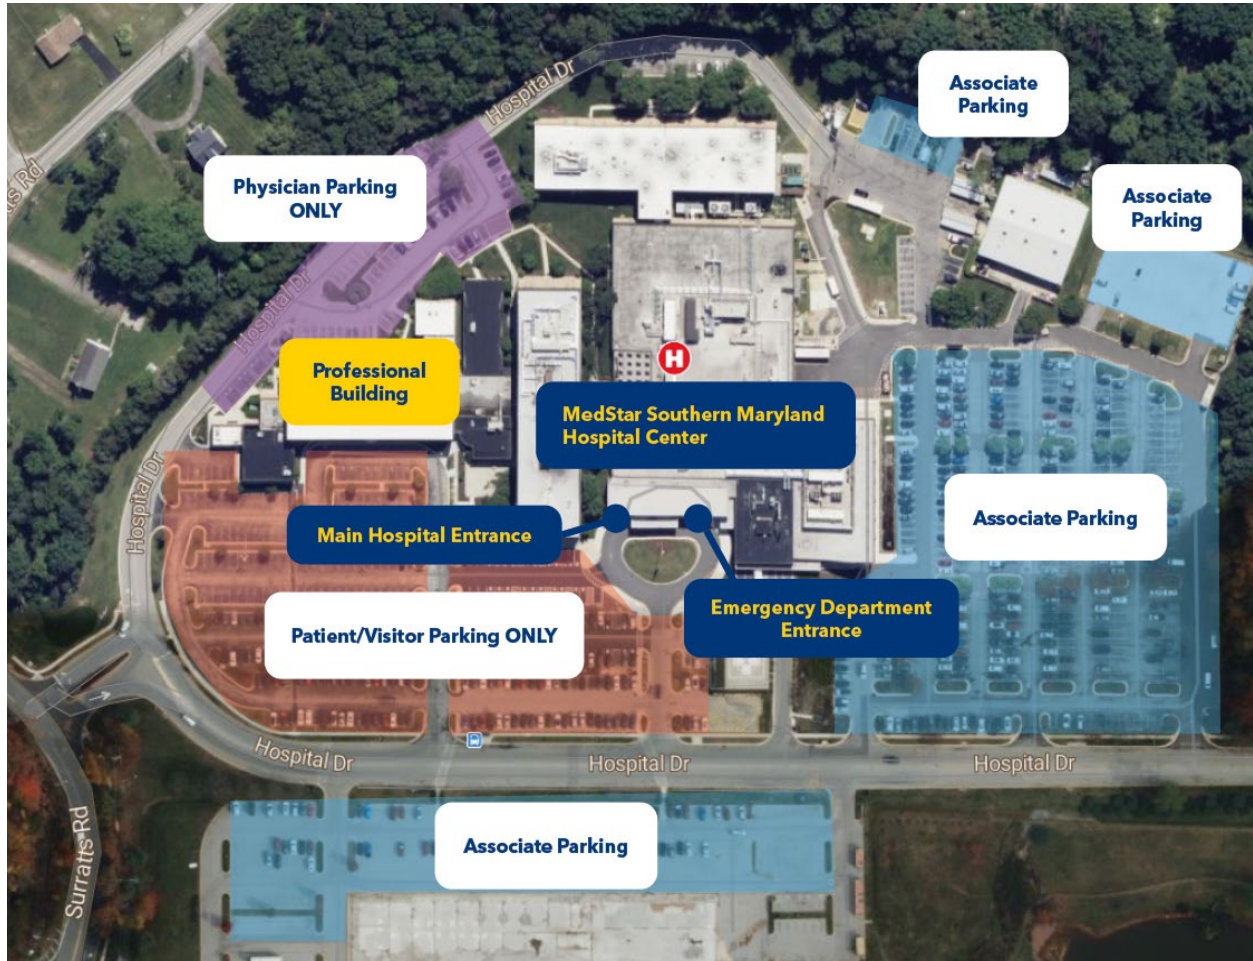 Hospital Dr
Associate
Parking
Associate
Parking
Physician Parking
ONLY
Hospital Dr
Professional
Building
H
MedStar Southern Maryland
Hospital Center
Hospital Dr
Main Hospital Entrance
Associate Parking
Emergency Department
Entrance
Patient/Visitor Parking ONLY
Hospital Dr
Hospital Dr
Hospital Dr
Surratts Rd
Associate Parking